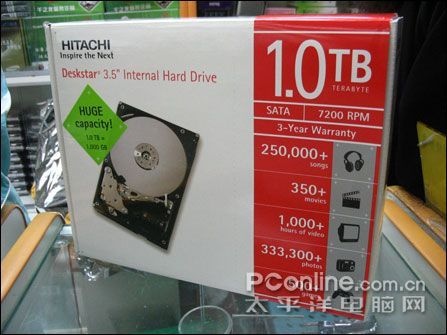 HITACHI
Inspire the Next
Deskstar® 3.5" Internal Hard Drive
HUGE
capacity!
1.0 TB =
1,000 GB
1.0TB
TERABYTE
SATA 7200 RPM
3-Year Warranty
250,000+
songs
350+
movies
1,000+
hours of video
333,300+
photos
500+
games
PConline.com.cn
太平洋电脑网